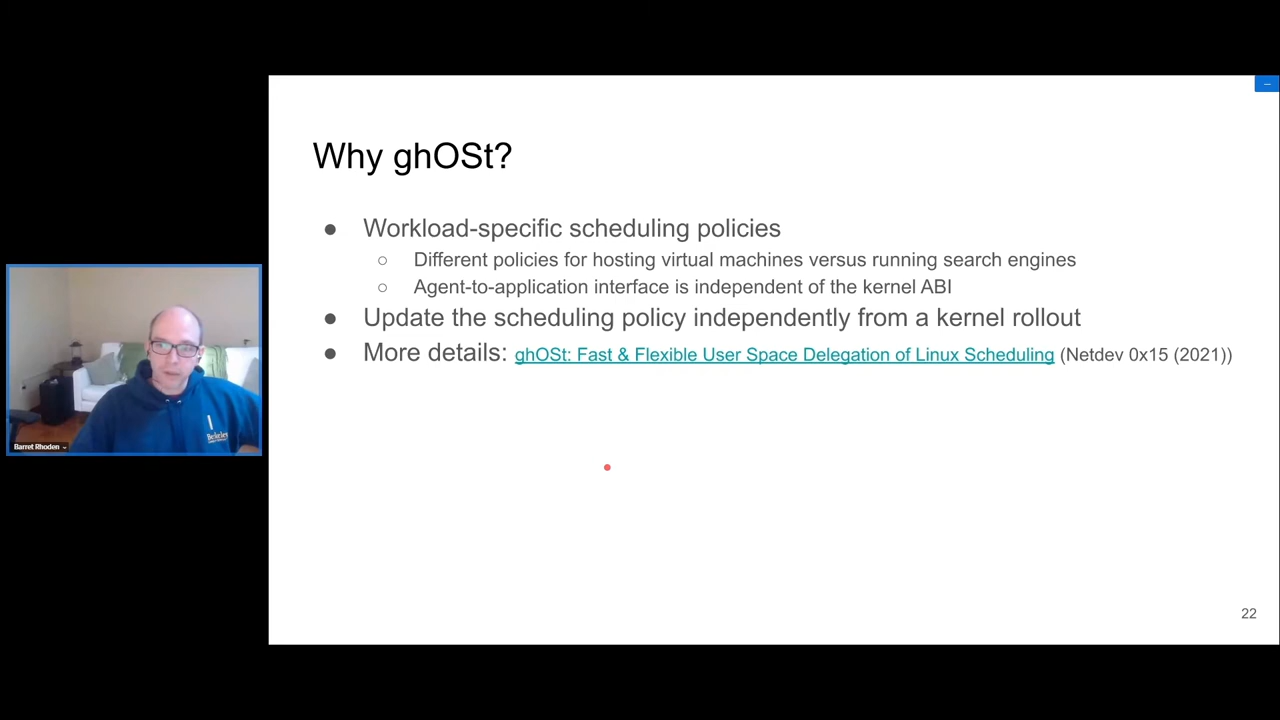 Why ghOSt?
● Workload-specific scheduling policies
○ Different policies for hosting virtual machines versus running search engines
○ Agent-to-application interface is independent of the kernel ABI
● Update the scheduling policy independently from a kernel rollout
● More details: ghOSt: Fast & Flexible User Space Delegation of Linux Scheduling (Netdev 0x15 (2021))
Berkeley
Barret Rhoden
22